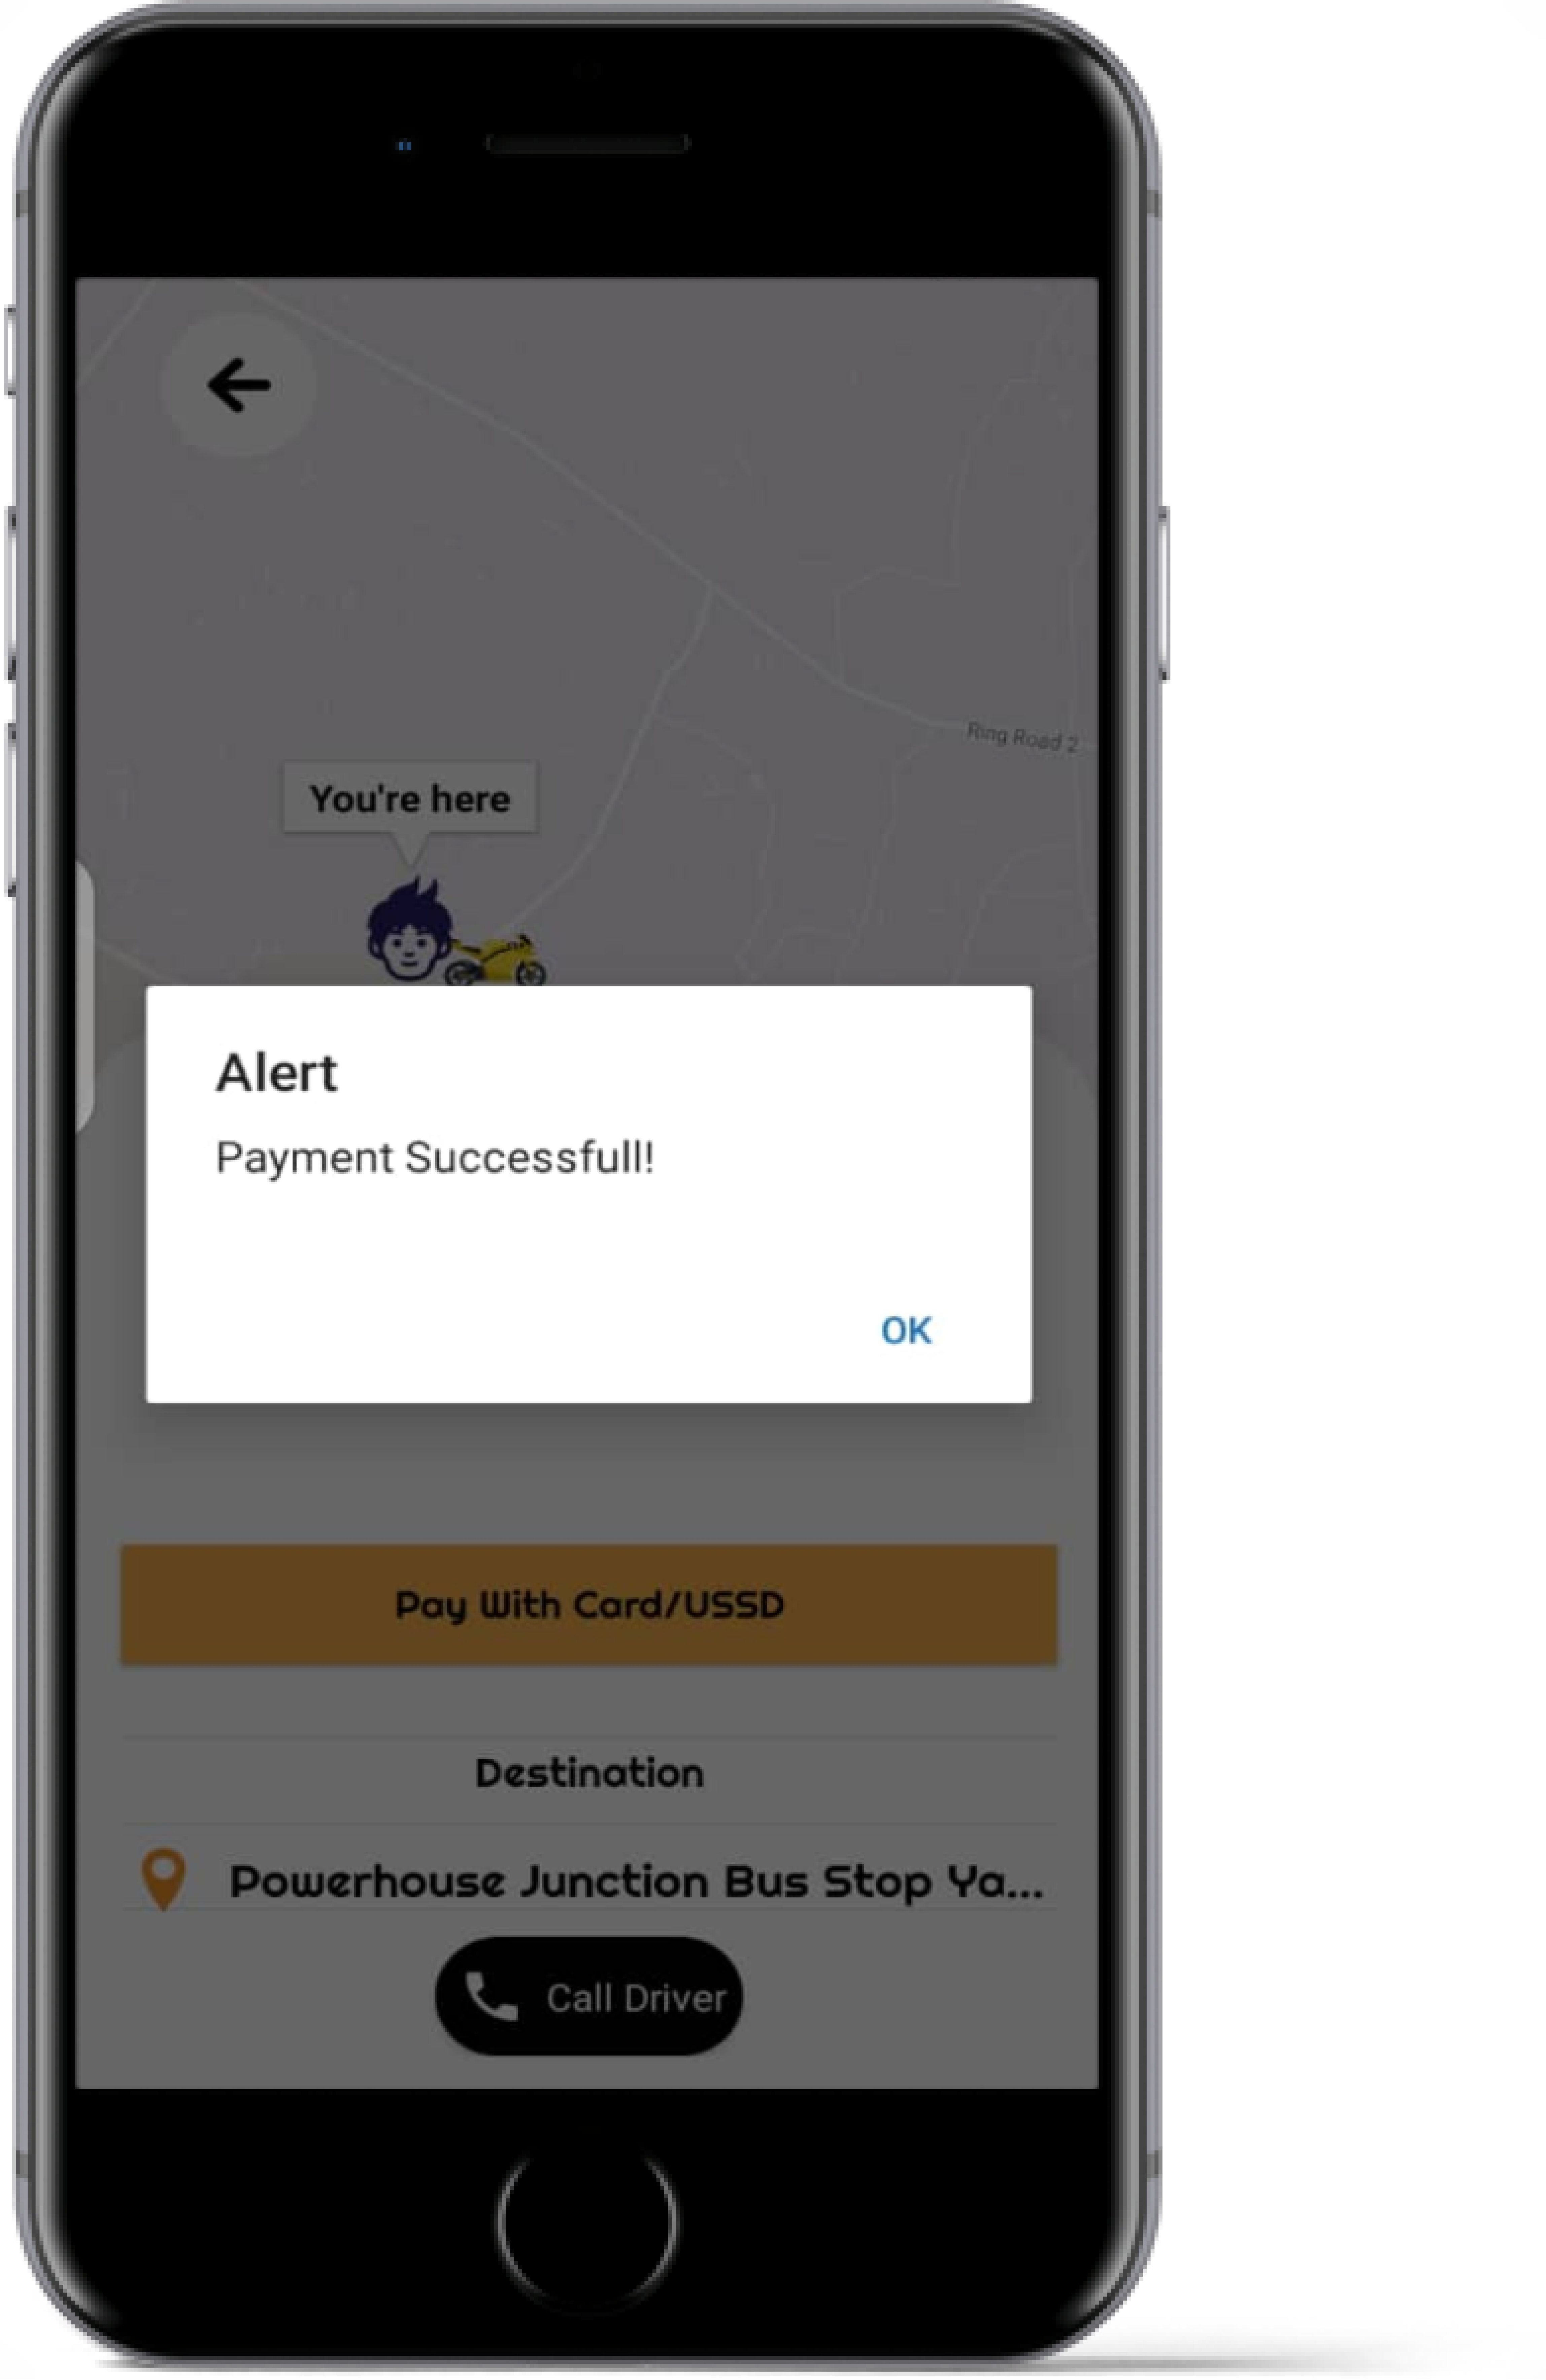 Ring Road 2
You're here
Alert
Payment Successfull!
OK
Pay With Card/USSD
Destination
Powerhouse Junction Bus Stop Ya...
Call Driver